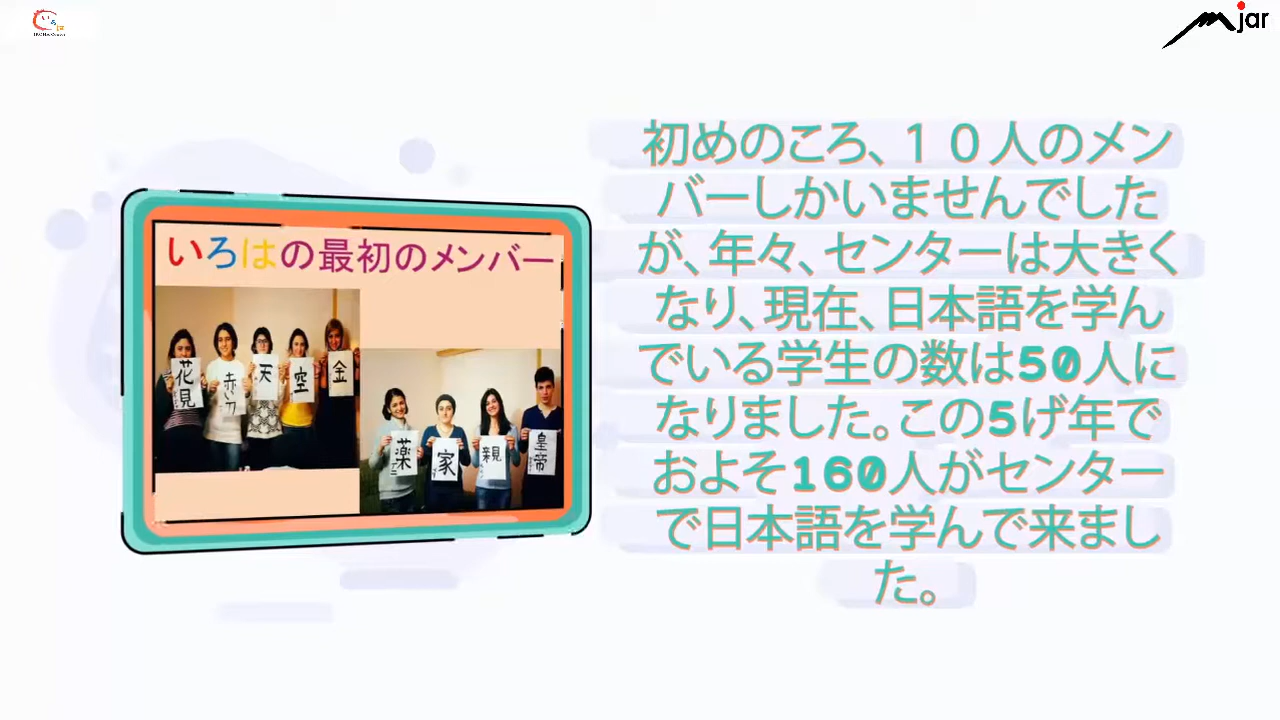 いろは
jar
いろはの最初のメンバー
花見
赤い刀
天
空
金
薬
家
親
皇帝
初めのころ、１０人のメン
バーしかいませんでした
が、年々、センターは大きく
なり、現在、日本語を学ん
でいる学生の数は50人に
なりました。この5げ年で
およそ160人がセンター
で日本語を学んで来まし
た。